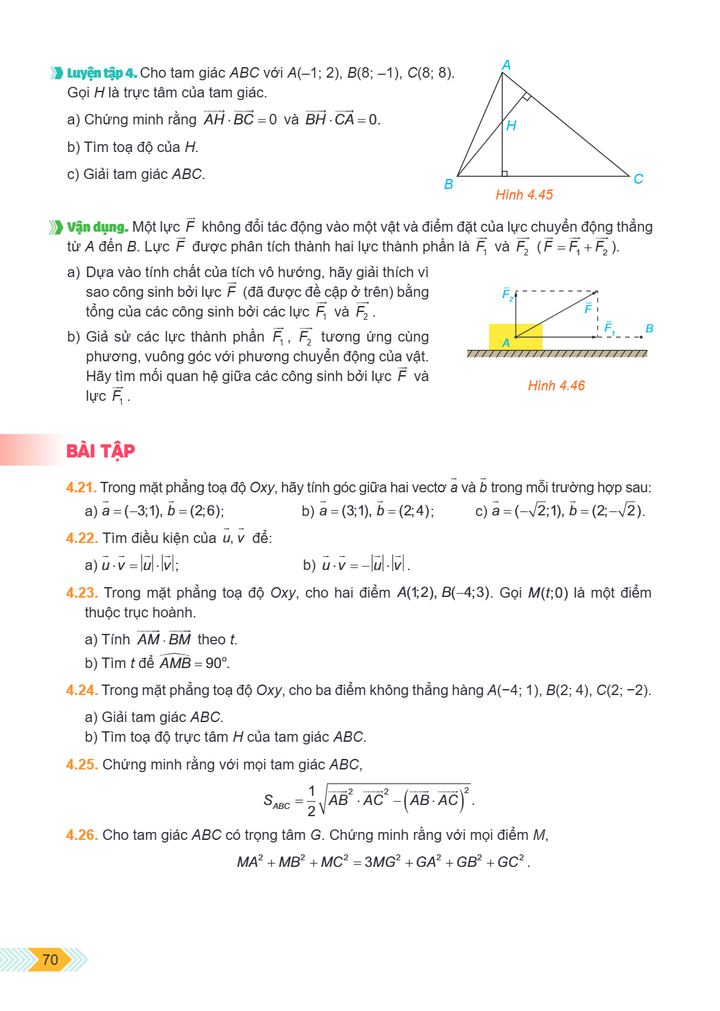 Luyện tập 4. Cho tam giác ABC với A(–1; 2), B(8; –1), C(8; 8).
Gọi H là trực tâm của tam giác.
a) Chứng minh rằng $\overrightarrow{AH} \cdot \overrightarrow{BC} = 0$ và $\overrightarrow{BH} \cdot \overrightarrow{CA} = 0$.
b) Tìm toạ độ của H.
c) Giải tam giác ABC.
A
H
B
C
Hình 4.45
Vận dụng. Một lực $\vec{F}$ không đổi tác động vào một vật và điểm đặt của lực chuyển động thẳng
từ A đến B. Lực $\vec{F}$ được phân tích thành hai lực thành phần là $\vec{F_1}$ và $\vec{F_2}$ ($\vec{F} = \vec{F_1} + \vec{F_2}$).
a) Dựa vào tính chất của tích vô hướng, hãy giải thích vì
sao công sinh bởi lực $\vec{F}$ (đã được đề cập ở trên) bằng
tổng của các công sinh bởi các lực $\vec{F_1}$ và $\vec{F_2}$.
b) Giả sử các lực thành phần $\vec{F_1}$, $\vec{F_2}$ tương ứng cùng
phương, vuông góc với phương chuyển động của vật.
Hãy tìm mối quan hệ giữa các công sinh bởi lực $\vec{F}$ và
lực $\vec{F_1}$.
$\vec{F_2}$
$\vec{F}$
$\vec{F_1}$
B
A
Hình 4.46
BÀI TẬP
4.21. Trong mặt phẳng toạ độ Oxy, hãy tính góc giữa hai vectơ $\vec{a}$ và $\vec{b}$ trong mỗi trường hợp sau:
a) $\vec{a} = (-3;1), \vec{b} = (2;6)$; b) $\vec{a} = (3;1), \vec{b} = (2;4)$; c) $\vec{a} = (-\sqrt{2};1), \vec{b} = (2;-\sqrt{2})$.
4.22. Tìm điều kiện của $\vec{u}, \vec{v}$ để:
a) $\vec{u} \cdot \vec{v} = |\vec{u}| \cdot |\vec{v}|$; b) $\vec{u} \cdot \vec{v} = -|\vec{u}| \cdot |\vec{v}|$.
4.23. Trong mặt phẳng toạ độ Oxy, cho hai điểm A(1;2), B(–4;3). Gọi M(t;0) là một điểm
thuộc trục hoành.
a) Tính $\overrightarrow{AM} \cdot \overrightarrow{BM}$ theo t.
b) Tìm t để $\widehat{AMB} = 90^o$.
4.24. Trong mặt phẳng toạ độ Oxy, cho ba điểm không thẳng hàng A(−4; 1), B(2; 4), C(2; −2).
a) Giải tam giác ABC.
b) Tìm toạ độ trực tâm H của tam giác ABC.
4.25. Chứng minh rằng với mọi tam giác ABC,
$S_{ABC} = \frac{1}{2}\sqrt{\overrightarrow{AB}^2 \cdot \overrightarrow{AC}^2 - \left(\overrightarrow{AB} \cdot \overrightarrow{AC}\right)^2}$.
4.26. Cho tam giác ABC có trọng tâm G. Chứng minh rằng với mọi điểm M,
$MA^2 + MB^2 + MC^2 = 3MG^2 + GA^2 + GB^2 + GC^2$.
70